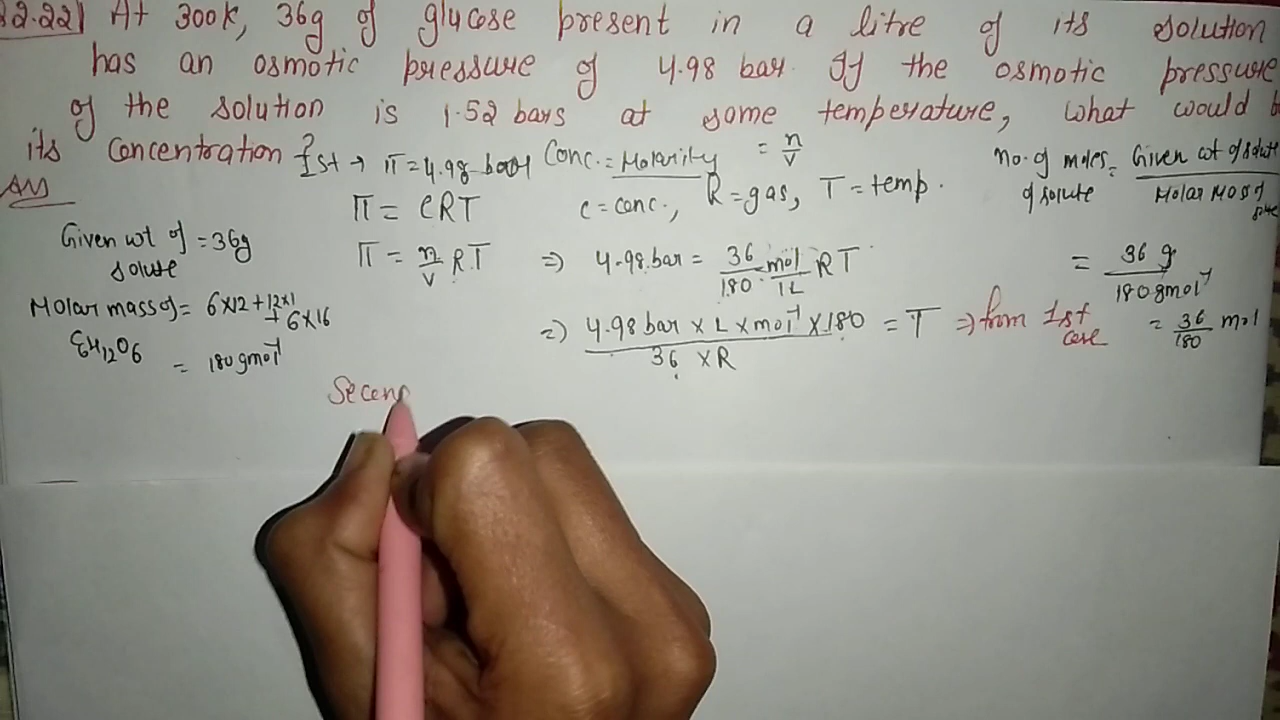 2.22) At 300K, 36g of glucose present in a litre of its solution
has an osmotic pressure of 4.98 bar. If the osmotic pressure
of the solution is 1.52 bars at some temperature, what would
its concentration?
Ans
Ist → π = 4.98 bar
Conc. = Molarity = n/v
no. of moles of solute = Given wt of solute / Molar Mass of
π = CRT
c = conc., R = gas, T = temp.
Given wt of solute = 36g
π = n/v RT
⇒ 4.98 bar = 36/180 mol/1L RT
= 36 g / 180 gmol⁻¹
Molar mass of C6H12O6 = 6×12 + 12×1 + 6×16
⇒ 4.98 bar × L × mol⁻¹ × 180 / 36 × R = T ⇒ from 1st case
= 36/180 mol
= 180 gmol⁻¹
Secon